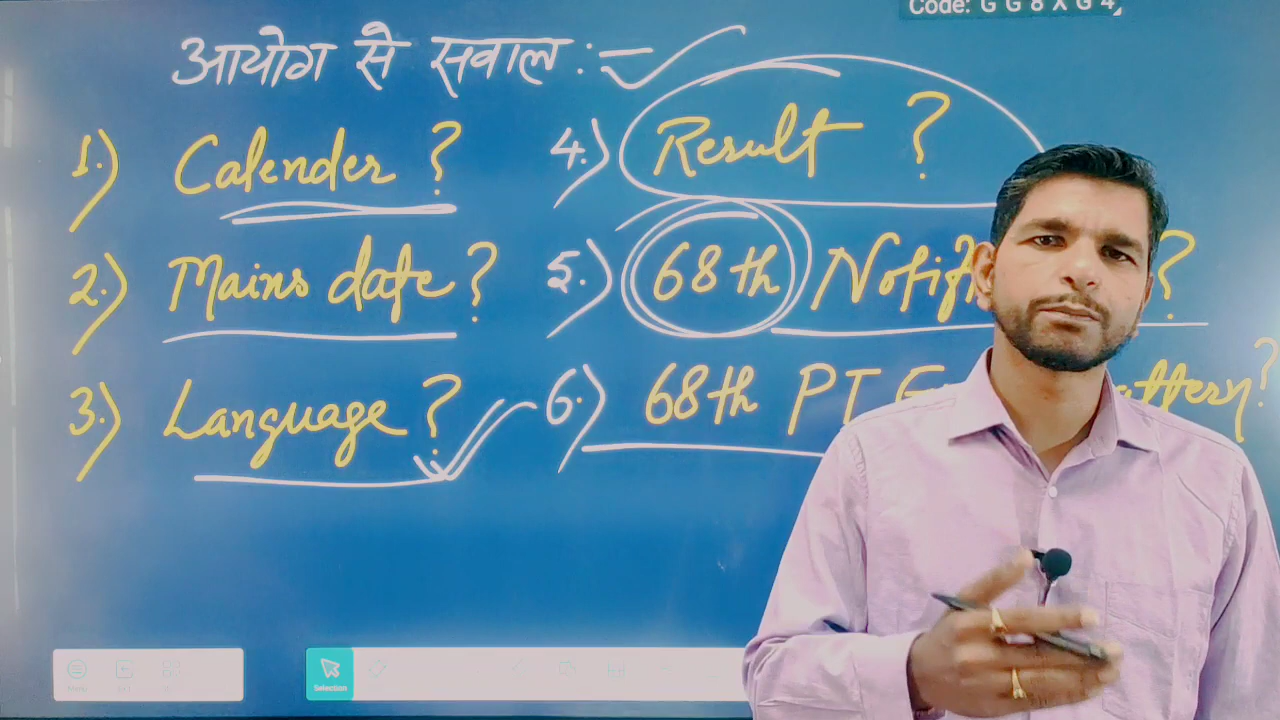 Code: G G 8 X G 4
आयोग से सवाल :-
1.) Calender ?
2.) Mains date ?
3.) Language ?
4.) Result ?
5.) 68th ?
6.) 68th PT ?
Selection